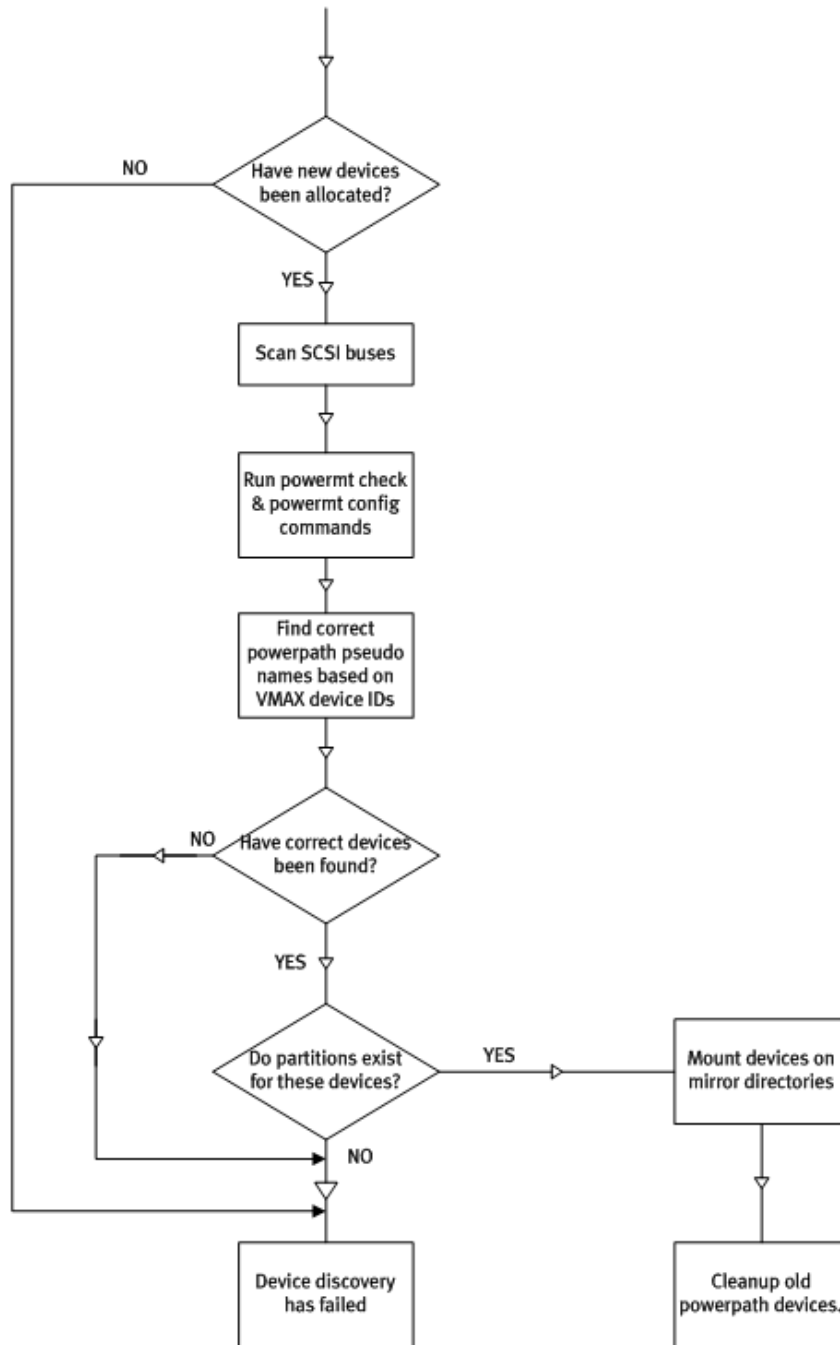 NO
Have new devices
been allocated?
YES
Scan SCSI buses
Run powermt check
& powermt config
commands
Find correct
powerpath pseudo
names based on
VMAX device IDs
NO
Have correct devices
been found?
YES
Do partitions exist
for these devices?
YES
Mount devices on
mirror directories
NO
Device discovery
has failed
Cleanup old
powerpath devices.